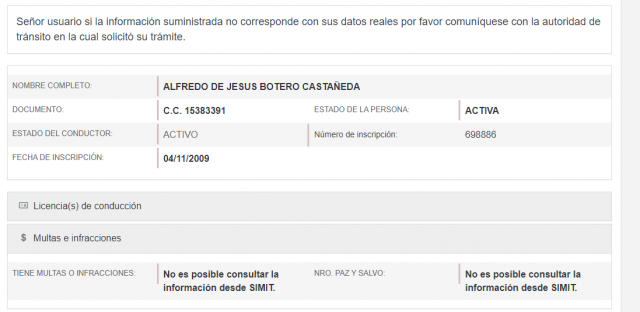 Señor usuario si la información suministrada no corresponde con sus datos reales por favor comuníquese con la autoridad de
tránsito en la cual solicitó su trámite.
NOMBRE COMPLETO: ALFREDO DE JESUS BOTERO CASTAÑEDA
DOCUMENTO: C.C. 15383391 ESTADO DE LA PERSONA: ACTIVA
ESTADO DEL CONDUCTOR: ACTIVO Número de inscripción: 698886
FECHA DE INSCRIPCIÓN: 04/11/2009
Licencia(s) de conducción
$ Multas e infracciones
TIENE MULTAS O INFRACCIONES: No es posible consultar la NRO. PAZ Y SALVO: No es posible consultar la
información desde SIMIT. información desde SIMIT.